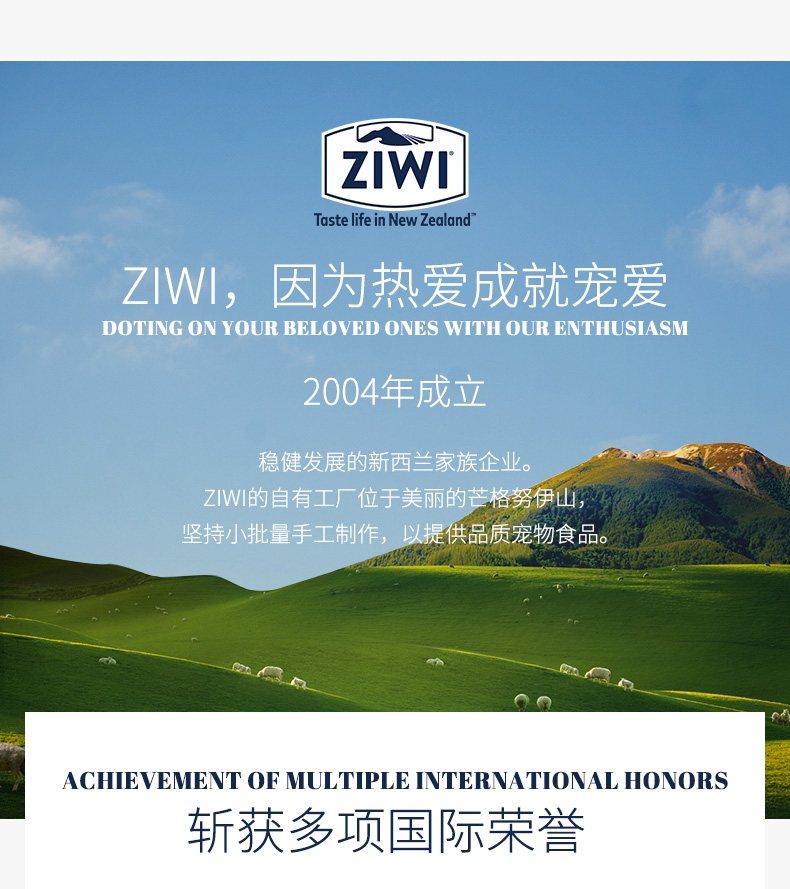 ZIWI®
Taste life in New Zealand™
ZIWI，因为热爱成就宠爱
DOTING ON YOUR BELOVED ONES WITH OUR ENTHUSIASM
2004年成立
稳健发展的新西兰家族企业。
ZIWI的自有工厂位于美丽的芒格努伊山，
坚持小批量手工制作，以提供品质宠物食品。
ACHIEVEMENT OF MULTIPLE INTERNATIONAL HONORS
斩获多项国际荣誉